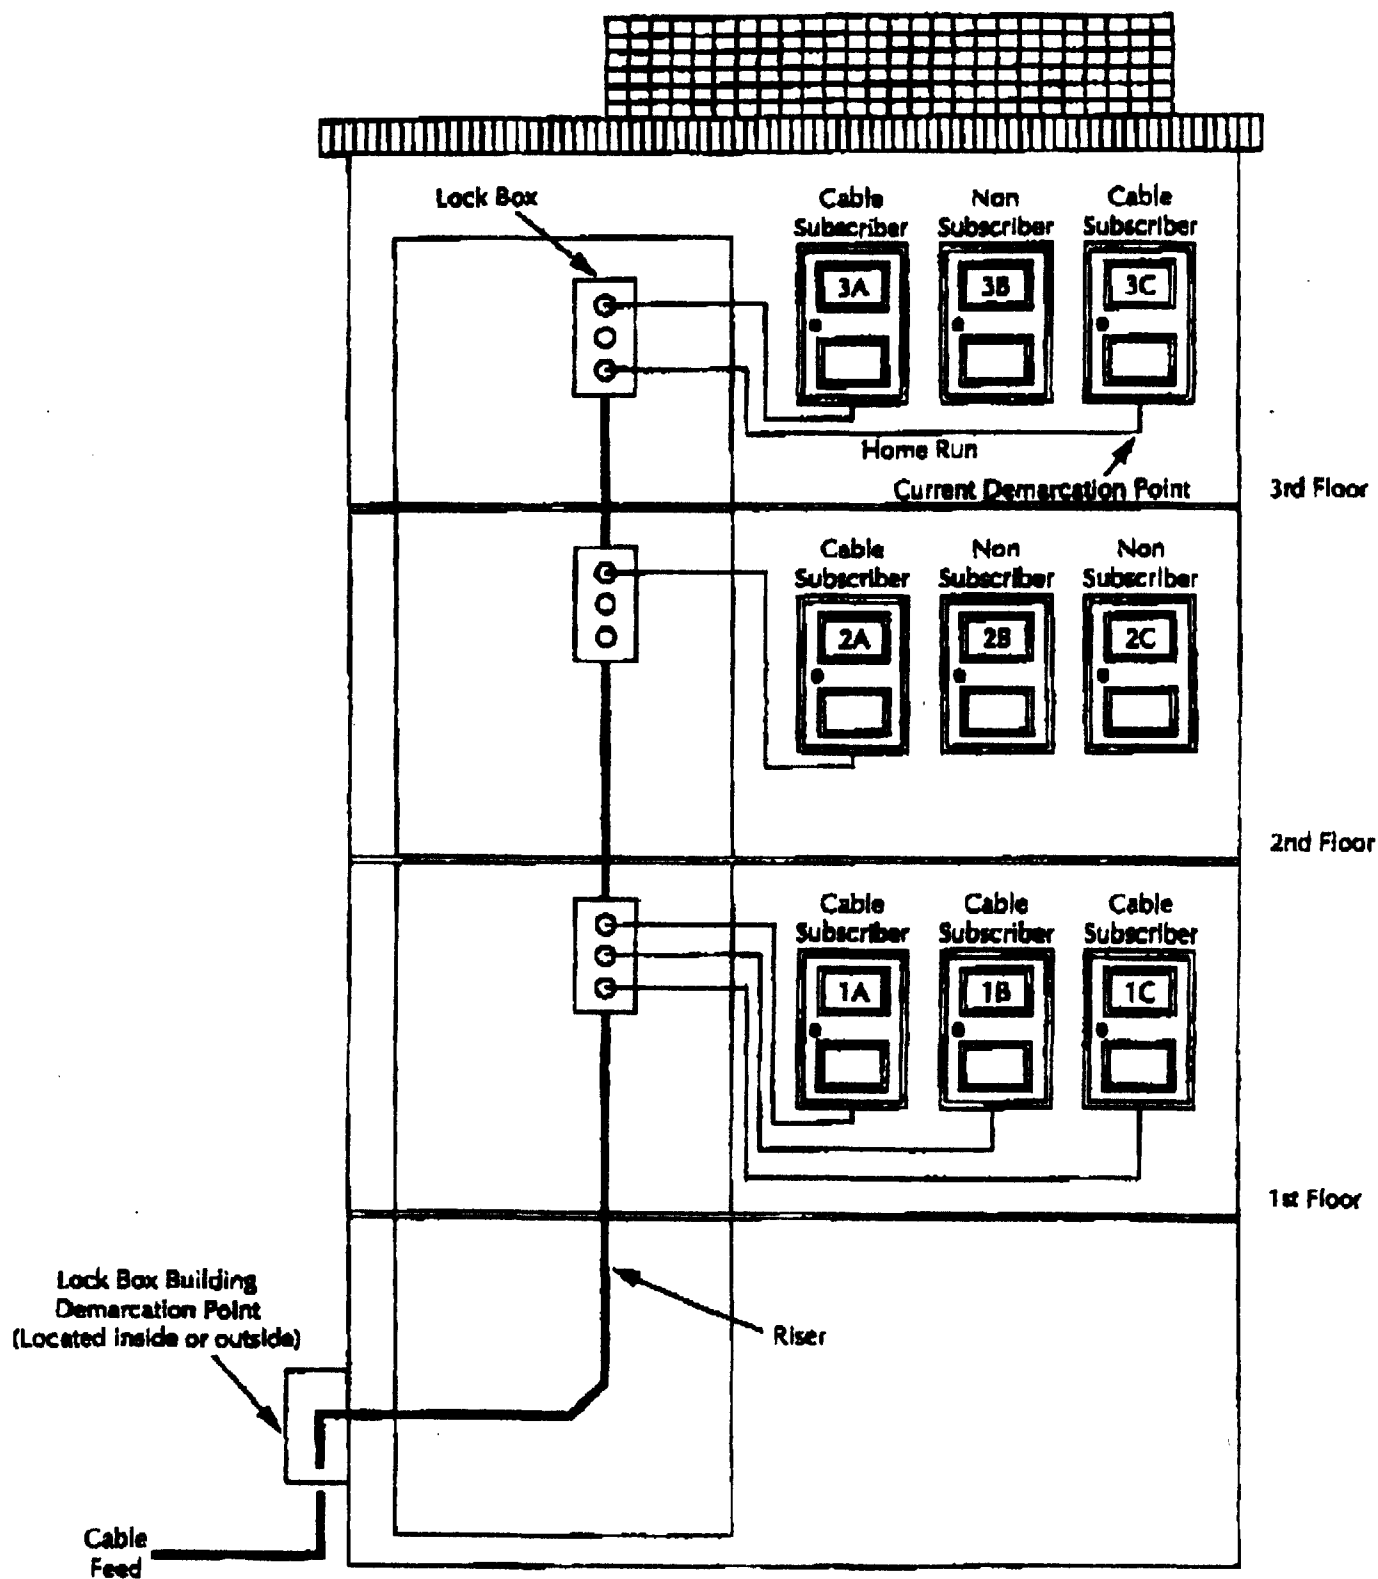 Lock Box
Cable
Subscriber
Non
Subscriber
Cable
Subscriber
3A
3B
3C
Home Run
Current Demarcation Point
3rd Floor
Cable
Subscriber
Non
Subscriber
Non
Subscriber
2A
2B
2C
2nd Floor
Cable
Subscriber
Cable
Subscriber
Cable
Subscriber
1A
1B
1C
1st Floor
Lock Box Building
Demarcation Point
(Located inside or outside)
Riser
Cable
Feed